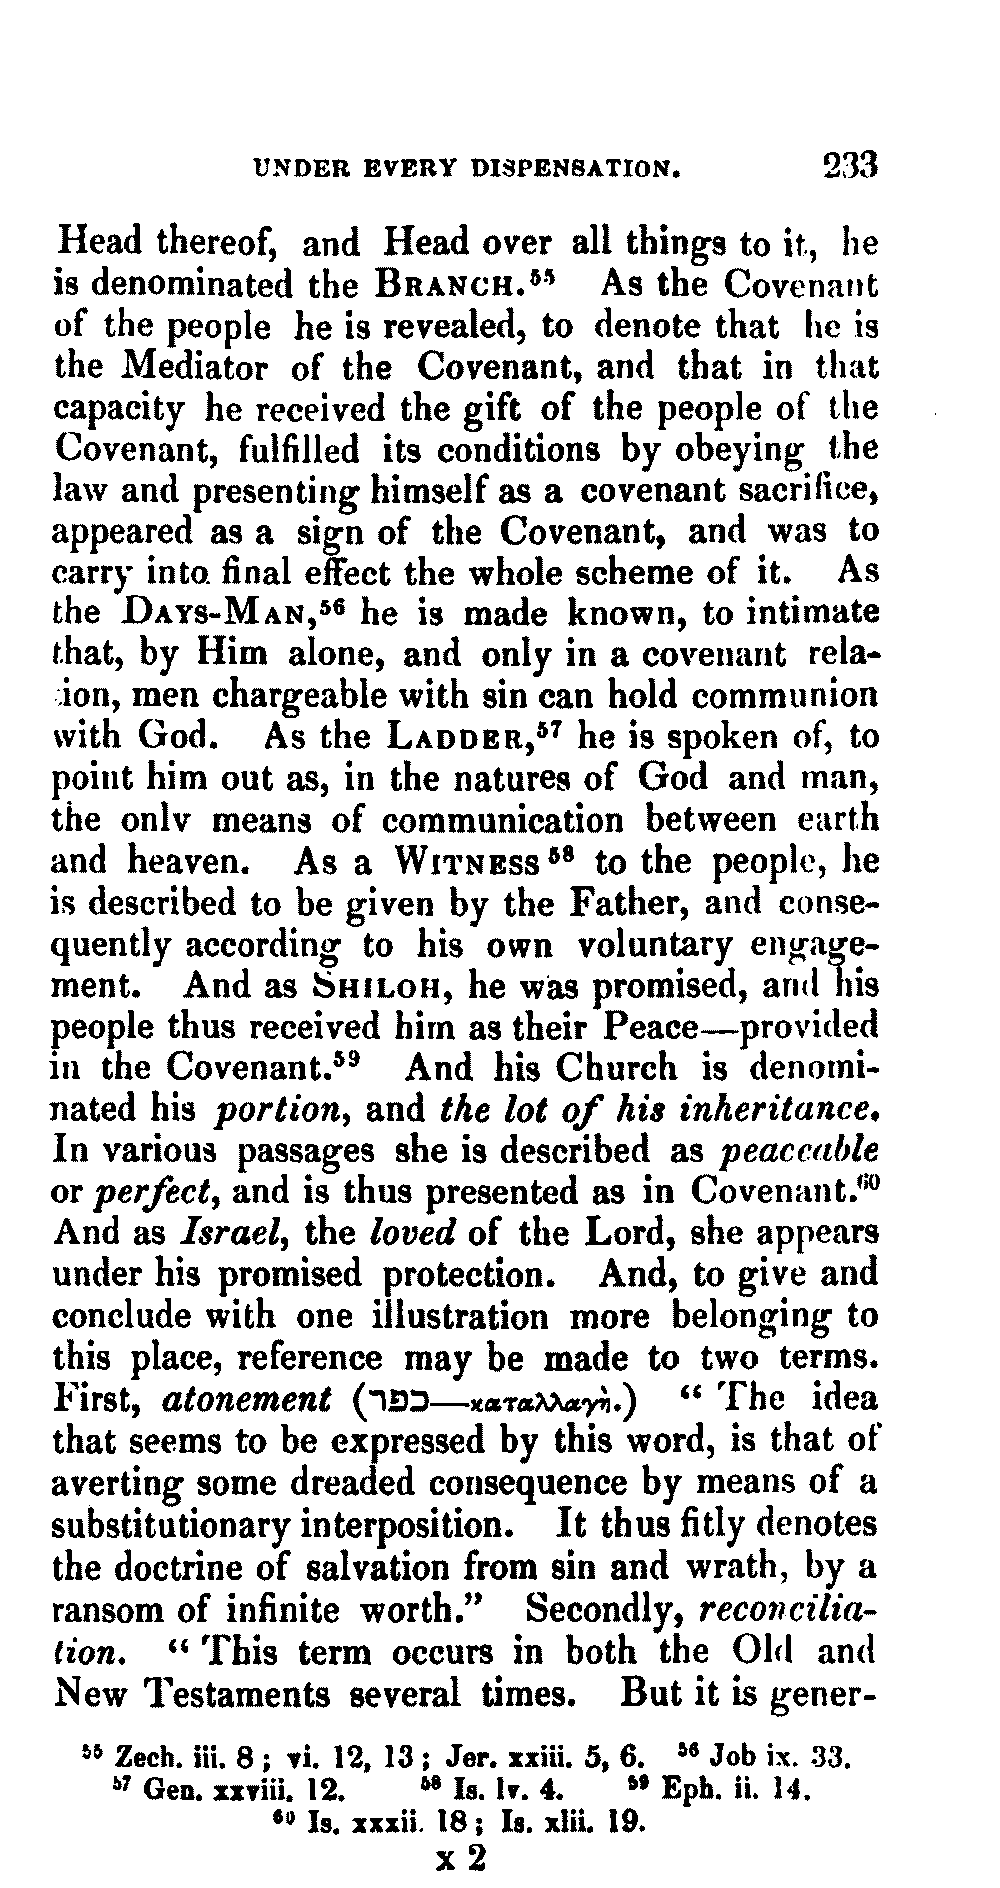 UNDER EVERY DISPENSATION. 233
Head thereof, and Head over all things to it, he
is denominated the BRANCH.⁵⁵ As the Covenant
of the people he is revealed, to denote that he is
the Mediator of the Covenant, and that in that
capacity he received the gift of the people of the
Covenant, fulfilled its conditions by obeying the
law and presenting himself as a covenant sacrifice,
appeared as a sign of the Covenant, and was to
carry into final effect the whole scheme of it. As
the DAYS-MAN,⁵⁶ he is made known, to intimate
that, by Him alone, and only in a covenant rela-
tion, men chargeable with sin can hold communion
with God. As the LADDER,⁵⁷ he is spoken of, to
point him out as, in the natures of God and man,
the only means of communication between earth
and heaven. As a WITNESS⁵⁸ to the people, he
is described to be given by the Father, and conse-
quently according to his own voluntary engage-
ment. And as SHILOH, he was promised, and his
people thus received him as their Peace—provided
in the Covenant.⁵⁹ And his Church is denomi-
nated his portion, and the lot of his inheritance.
In various passages she is described as peaceable
or perfect, and is thus presented as in Covenant.⁶⁰
And as Israel, the loved of the Lord, she appears
under his promised protection. And, to give and
conclude with one illustration more belonging to
this place, reference may be made to two terms.
First, atonement (כפר—καταλλαγὴ.) “ The idea
that seems to be expressed by this word, is that of
averting some dreaded consequence by means of a
substitutionary interposition. It thus fitly denotes
the doctrine of salvation from sin and wrath, by a
ransom of infinite worth.” Secondly, reconcilia-
tion. “ This term occurs in both the Old and
New Testaments several times. But it is gener-
⁵⁵ Zech. iii. 8 ; vi. 12, 13 ; Jer. xxiii. 5, 6. ⁵⁶ Job ix. 33.
⁵⁷ Gen. xxviii. 12. ⁵⁸ Is. lv. 4. ⁵⁹ Eph. ii. 14.
⁶⁰ Is. xxxii. 18 ; Is. xlii. 19.
x 2